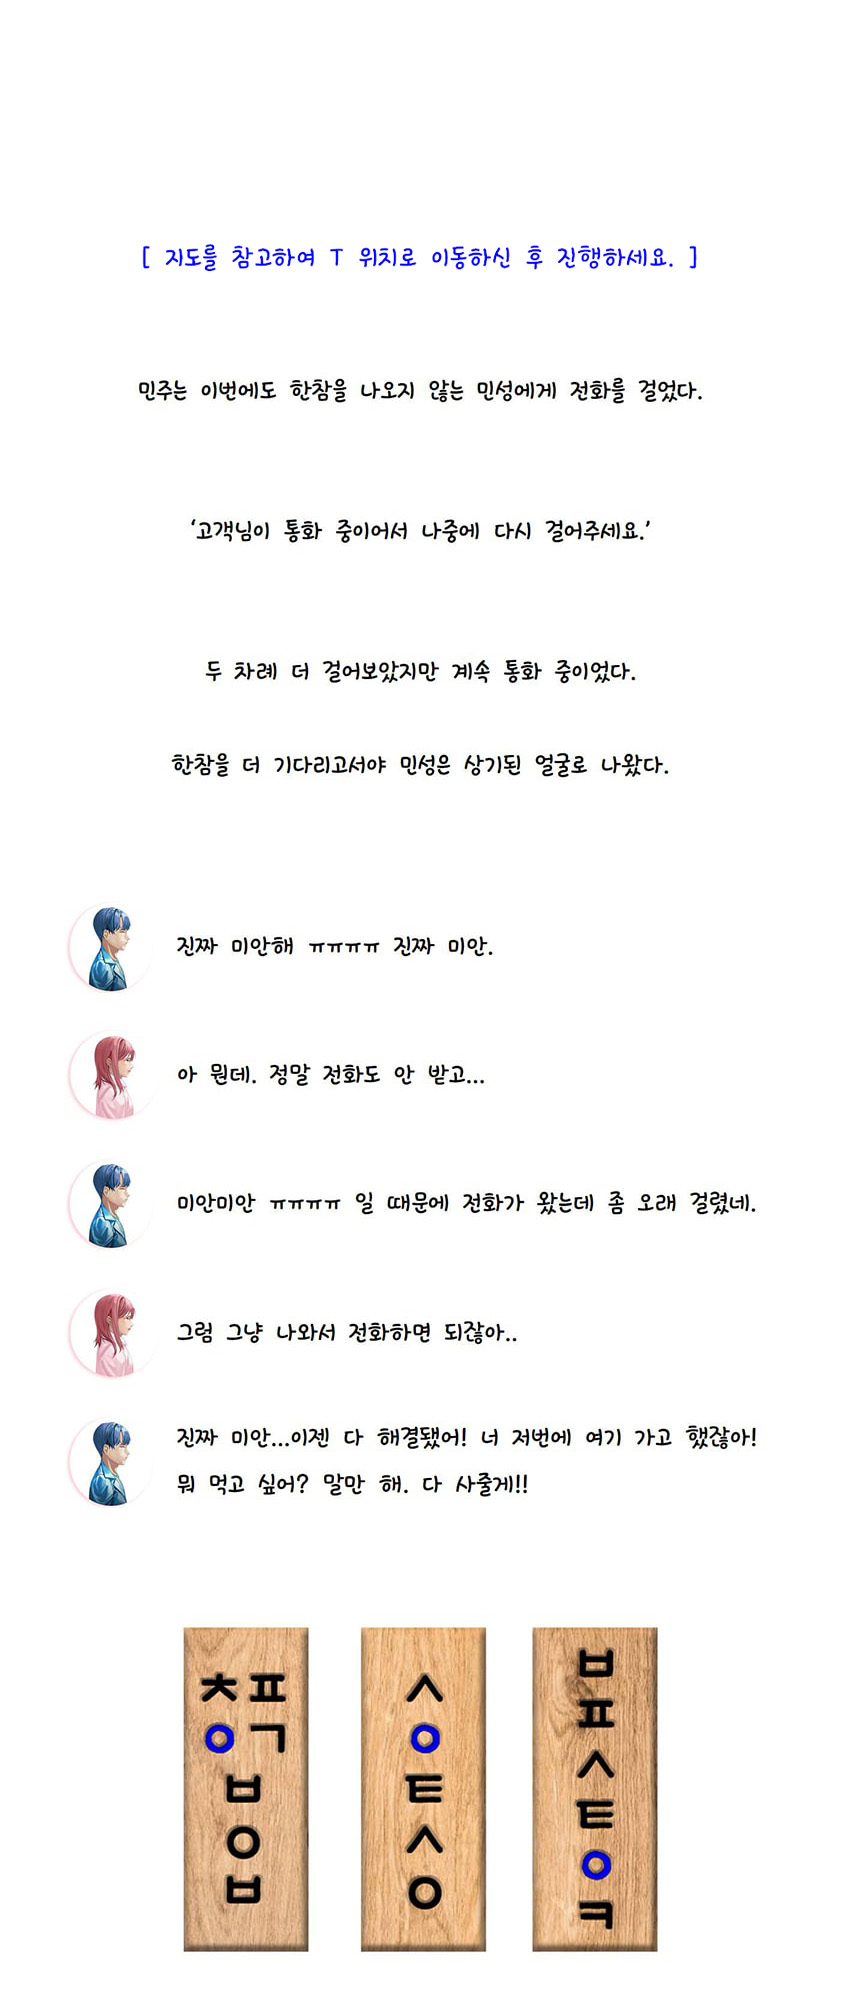 [ 지도를 참고하여 T 위치로 이동하신 후 진행하세요. ]
민주는 이번에도 한참을 나오지 않는 민성에게 전화를 걸었다.
‘고객님이 통화 중이어서 나중에 다시 걸어주세요.’
두 차례 더 걸어보았지만 계속 통화 중이었다.
한참을 더 기다리고서야 민성은 상기된 얼굴로 나왔다.
진짜 미안해 ㅠㅠㅠㅠ 진짜 미안.
아 뭔데. 정말 전화도 안 받고...
미안미안 ㅠㅠㅠㅠ 일 때문에 전화가 왔는데 좀 오래 걸렸네.
그럼 그냥 나와서 전화하면 되잖아..
진짜 미안...이젠 다 해결됐어! 너 저번에 여기 가고 했잖아!
뭐 먹고 싶어? 말만 해. 다 사줄게!!
ㅊㅍ
ㅇㄱ
ㅂ
ㅇ
ㅂ
ㅅ
ㅇ
ㅌ
ㅅ
ㅇ
ㅂ
ㅍ
ㅅ
ㅌ
ㅇ
ㅋ